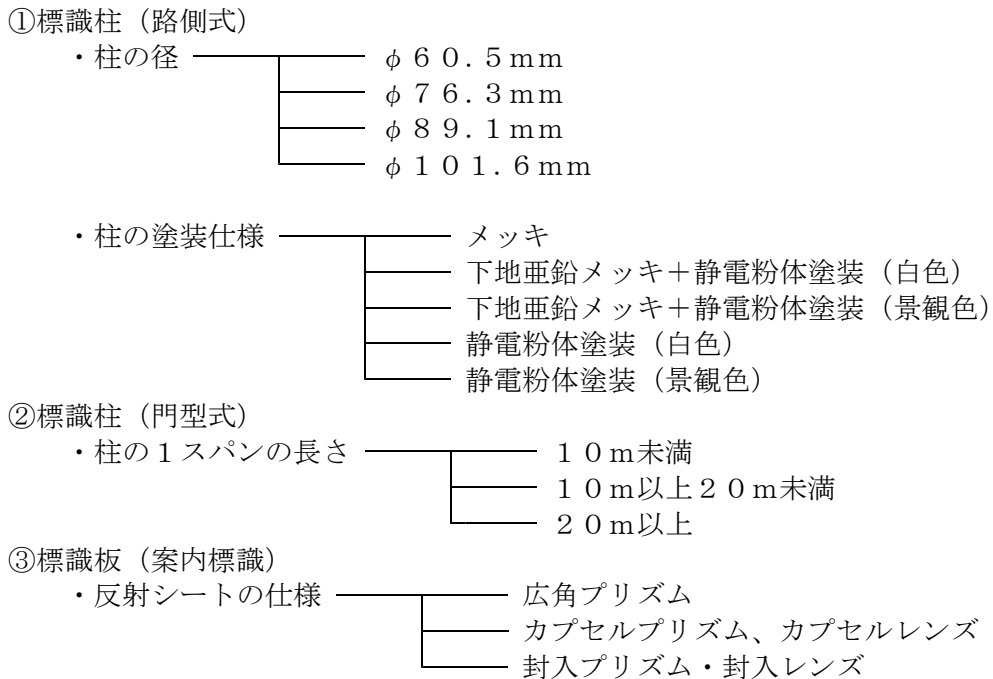 ①標識柱（路側式）
・柱の径 φ６０．５ｍｍ
φ７６．３ｍｍ
φ８９．１ｍｍ
φ１０１．６ｍｍ
・柱の塗装仕様 メッキ
下地亜鉛メッキ＋静電粉体塗装（白色）
下地亜鉛メッキ＋静電粉体塗装（景観色）
静電粉体塗装（白色）
静電粉体塗装（景観色）
②標識柱（門型式）
・柱の１スパンの長さ １０ｍ未満
１０ｍ以上２０ｍ未満
２０ｍ以上
③標識板（案内標識）
・反射シートの仕様 広角プリズム
カプセルプリズム、カプセルレンズ
封入プリズム・封入レンズ